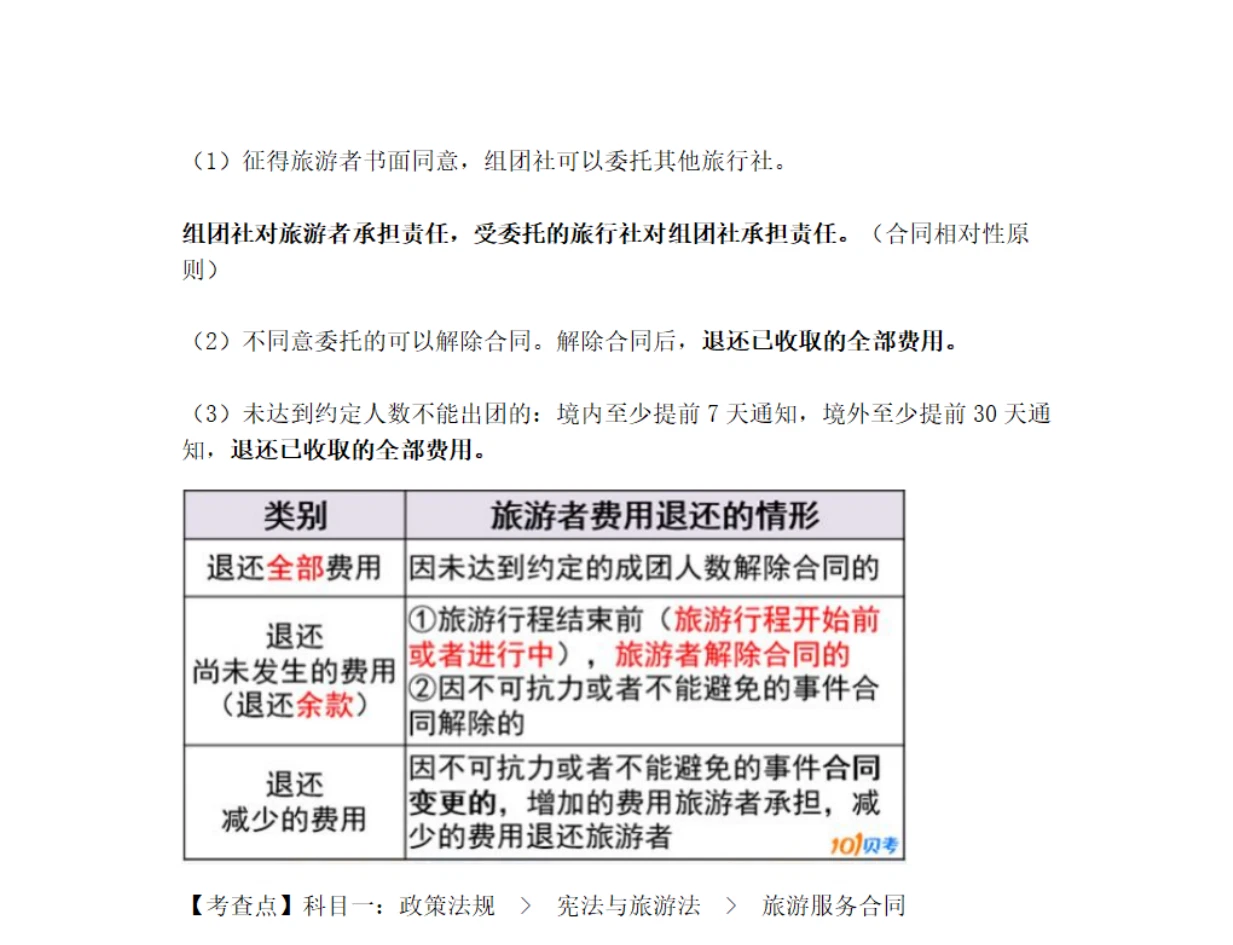 （1）征得旅游者书面同意，组团社可以委托其他旅行社。
组团社对旅游者承担责任，受委托的旅行社对组团社承担责任。（合同相对性原
则）
（2）不同意委托的可以解除合同。解除合同后，退还已收取的全部费用。
（3）未达到约定人数不能出团的：境内至少提前 7 天通知，境外至少提前 30 天通
知，退还已收取的全部费用。
类别
旅游者费用退还的情形
退还全部费用
因未达到约定的成团人数解除合同的
退还
尚未发生的费用
（退还余款）
①旅游行程结束前（旅游行程开始前
或者进行中），旅游者解除合同的
②因不可抗力或者不能避免的事件合
同解除的
退还
减少的费用
因不可抗力或者不能避免的事件合同
变更的，增加的费用旅游者承担，减
少的费用退还旅游者
101贝考
【考查点】科目一：政策法规 > 宪法与旅游法 > 旅游服务合同